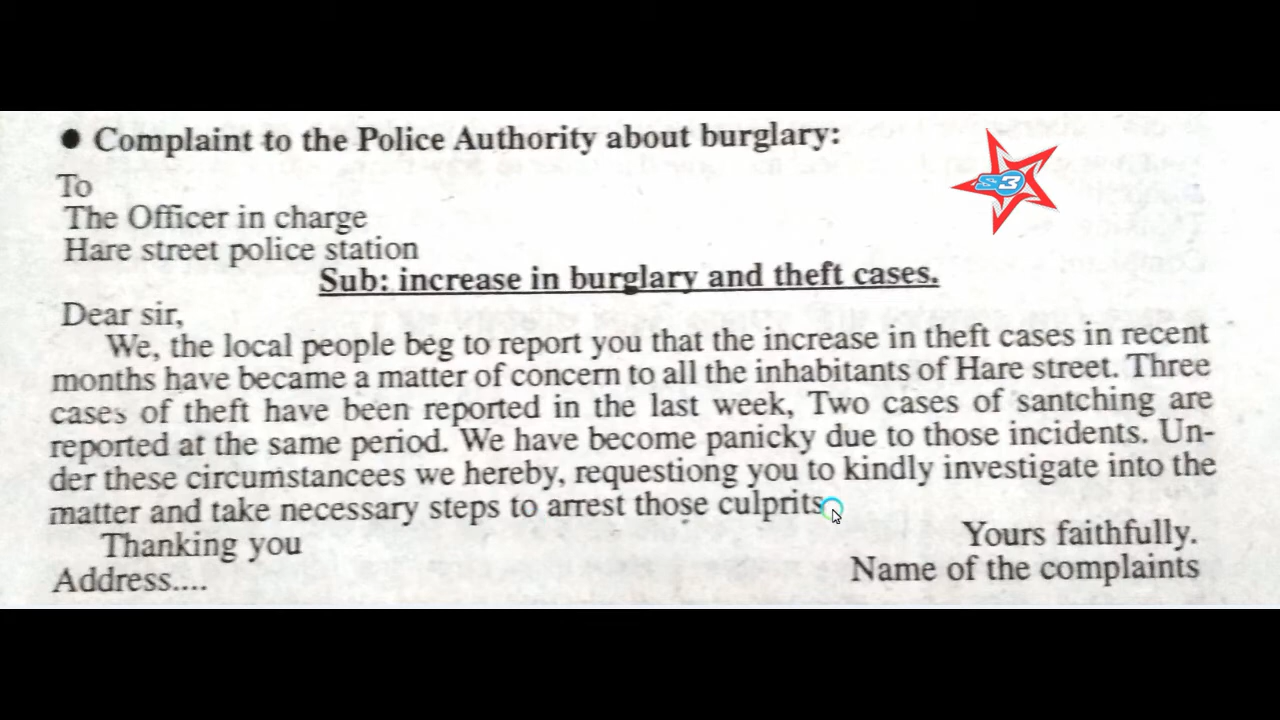 ● Complaint to the Police Authority about burglary:
S3
To
The Officer in charge
Hare street police station
Sub: increase in burglary and theft cases.
Dear sir,
We, the local people beg to report you that the increase in theft cases in recent
months have became a matter of concern to all the inhabitants of Hare street. Three
cases of theft have been reported in the last week, Two cases of santching are
reported at the same period. We have become panicky due to those incidents. Un-
der these circumstancees we hereby, requestiong you to kindly investigate into the
matter and take necessary steps to arrest those culprits
Thanking you
Yours faithfully.
Address....
Name of the complaints